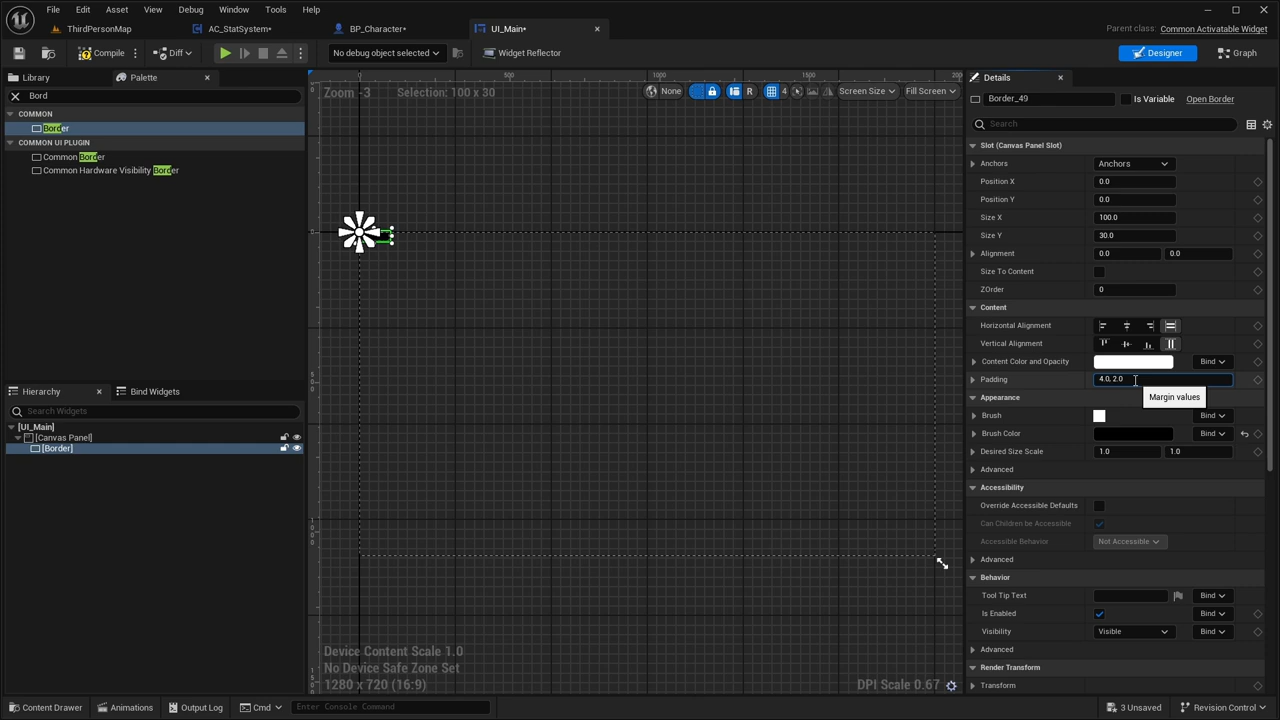 File Edit Asset View Debug Window Tools Help
ThirdPersonMap AC_StatSystem* BP_Character* UI_Main* Parent class: Common Activatable Widget
Compile Diff No debug object selected Widget Reflector Designer Graph
Library Palette Details
Bord
Border_49 Is Variable Open Border
COMMON
Border
COMMON UI PLUGIN
Common Border
Common Hardware Visibility Border
Zoom -3 Selection: 100 x 30
0 500 1000 1500 200
None R 4 Screen Size Fill Screen
Search
Slot (Canvas Panel Slot)
Anchors Anchors
Position X 0.0
Position Y 0.0
Size X 100.0
Size Y 30.0
Alignment 0.0 0.0
Size To Content
ZOrder 0
Content
Horizontal Alignment
Vertical Alignment
Content Color and Opacity Bind
Padding 4.0, 2.0
Margin values
Appearance
Brush Bind
Brush Color Bind
Desired Size Scale 1.0 1.0
Advanced
Accessibility
Override Accessible Defaults
Can Children be Accessible
Accessible Behavior Not Accessible
Advanced
Behavior
Tool Tip Text Bind
Is Enabled Bind
Visibility Visible Bind
Advanced
Render Transform
Transform
Hierarchy Bind Widgets
Search Widgets
[UI_Main]
[Canvas Panel]
[Border]
Device Content Scale 1.0
No Device Safe Zone Set
1280 x 720 (16:9) DPI Scale 0.67
Content Drawer Animations Output Log Cmd Enter Console Command 3 Unsaved Revision Control